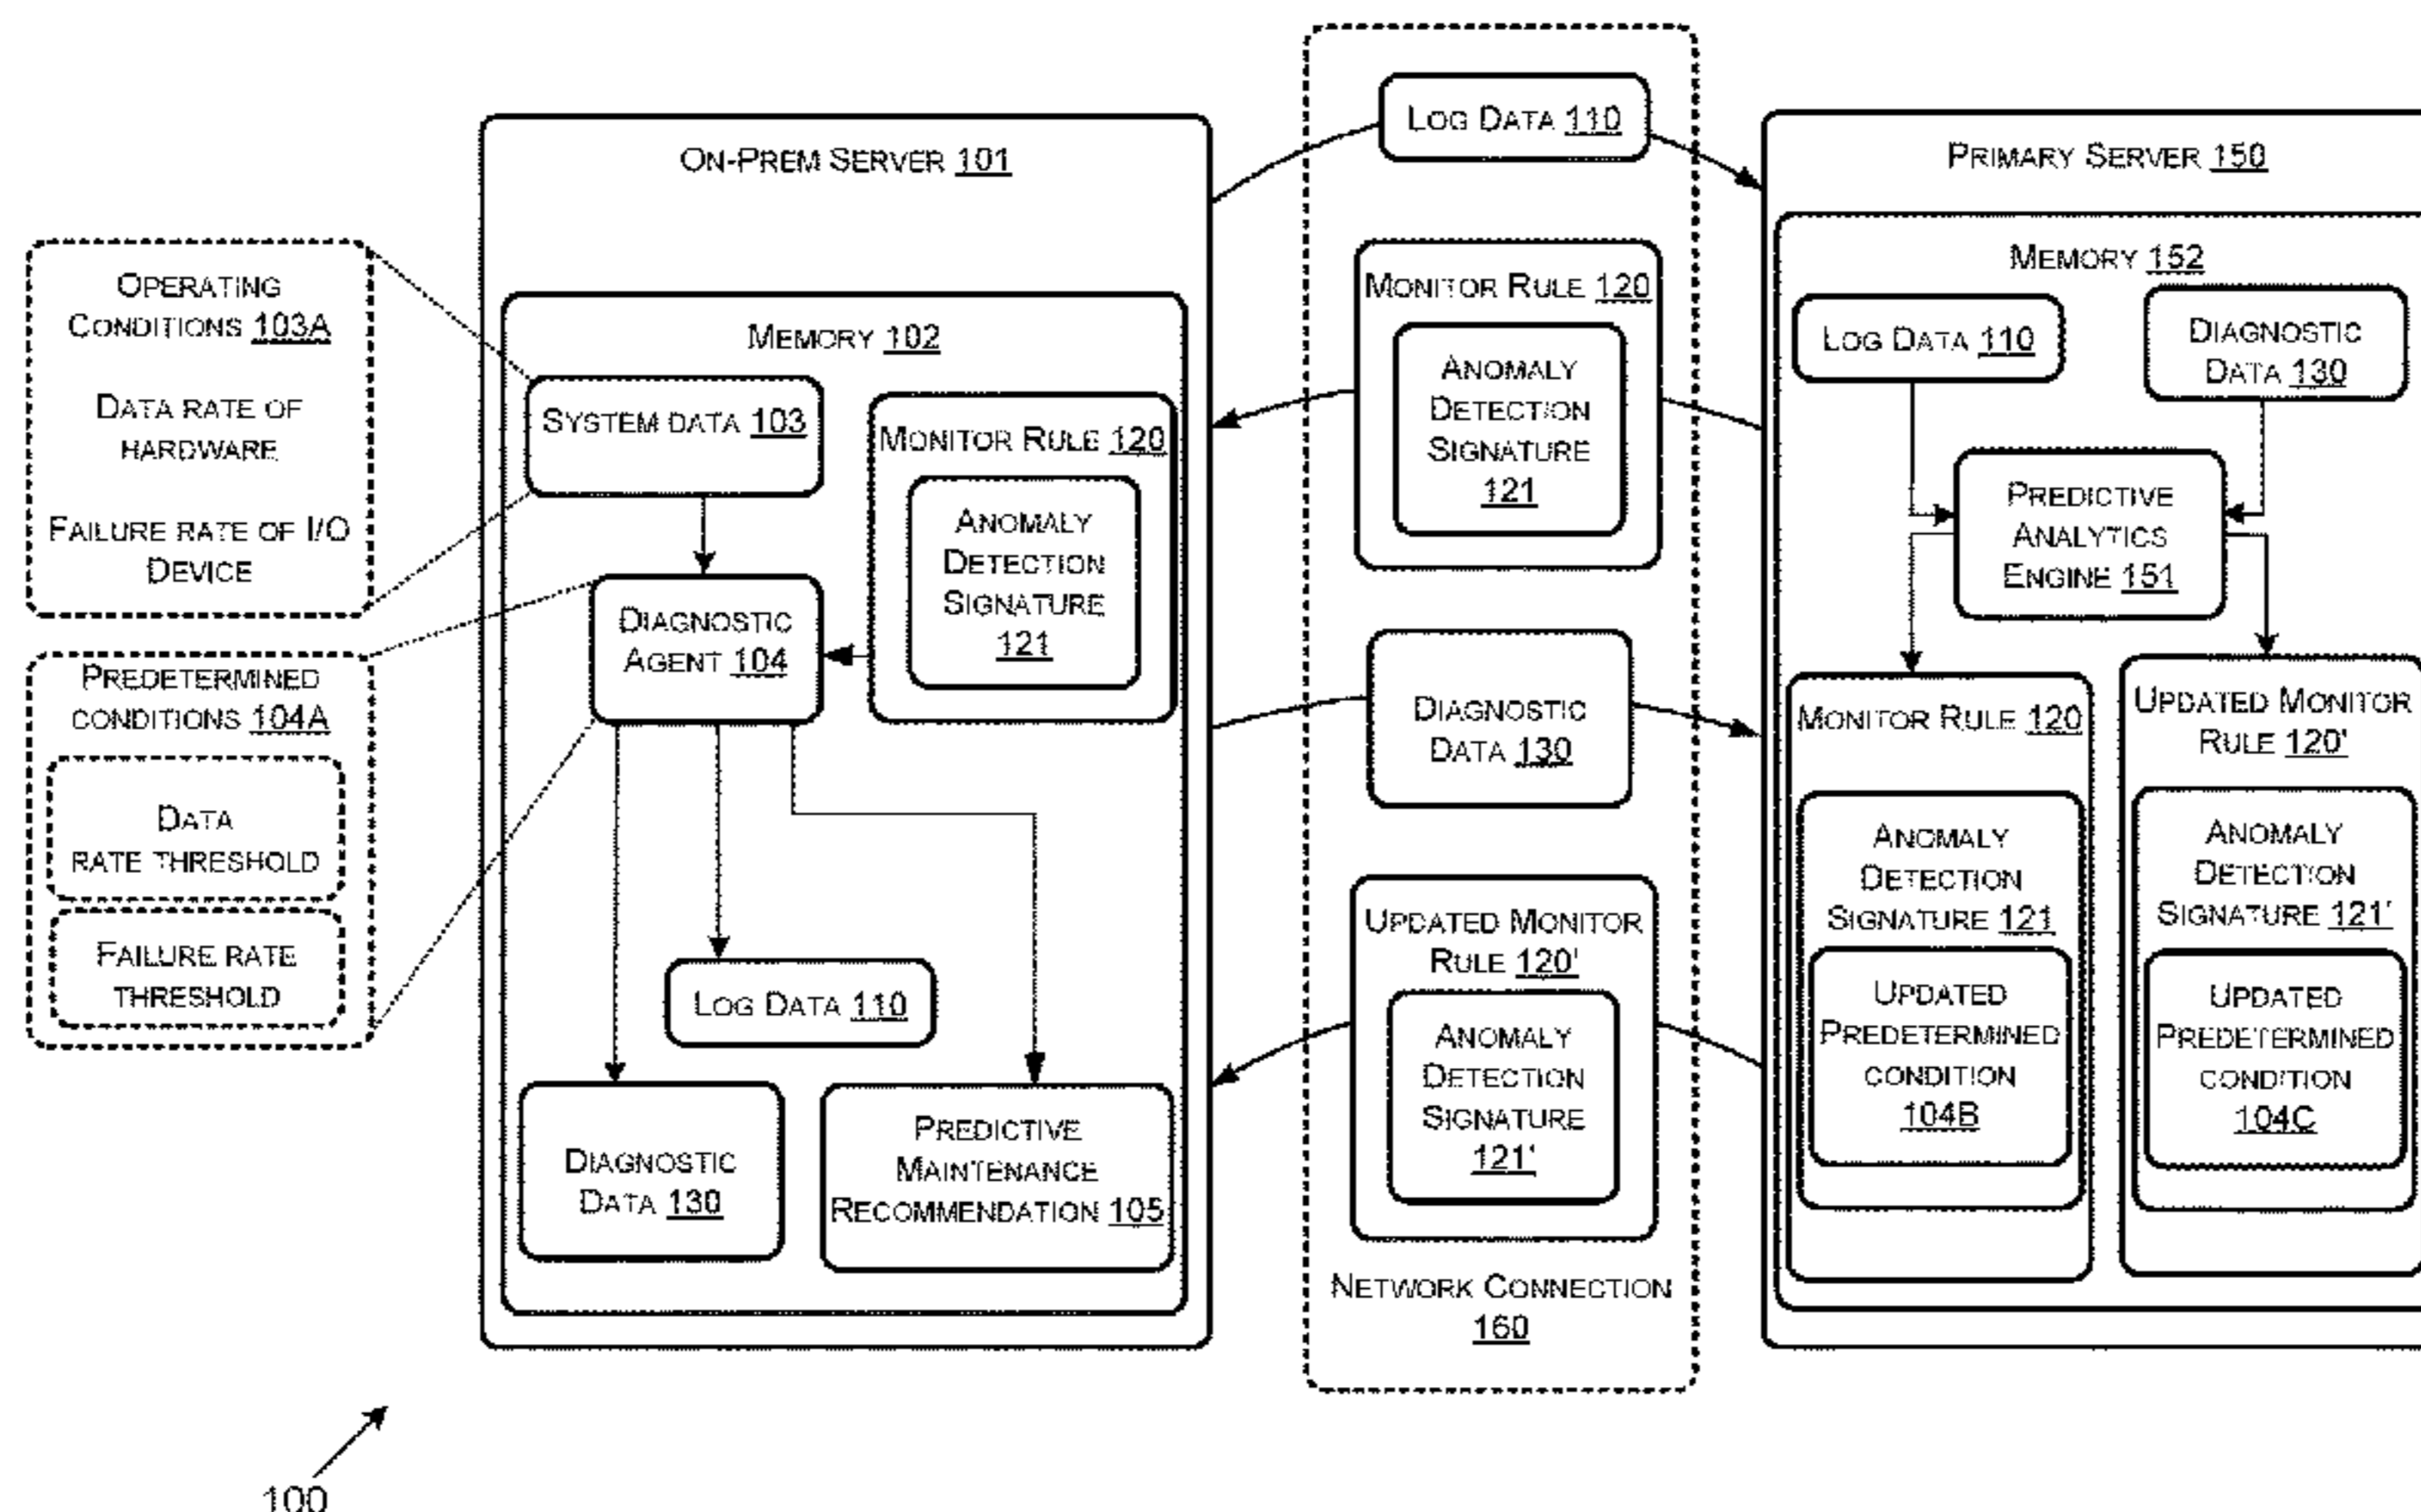 OPERATING
CONDITIONS 103A
DATA RATE OF
HARDWARE
FAILURE RATE OF I/O
DEVICE
PREDETERMINED
CONDITIONS 104A
DATA
RATE THRESHOLD
FAILURE RATE
THRESHOLD
100
ON-PREM SERVER 101
MEMORY 102
SYSTEM DATA 103
MONITOR RULE 120
ANOMALY
DETECTION
SIGNATURE
121
DIAGNOSTIC
AGENT 104
LOG DATA 110
DIAGNOSTIC
DATA 130
PREDICTIVE
MAINTENANCE
RECOMMENDATION 105
LOG DATA 110
MONITOR RULE 120
ANOMALY
DETECTION
SIGNATURE
121
DIAGNOSTIC
DATA 130
UPDATED MONITOR
RULE 120'
ANOMALY
DETECTION
SIGNATURE
121'
NETWORK CONNECTION
160
PRIMARY SERVER 150
MEMORY 152
LOG DATA 110
DIAGNOSTIC
DATA 130
PREDICTIVE
ANALYTICS
ENGINE 151
MONITOR RULE 120
ANOMALY
DETECTION
SIGNATURE 121
UPDATED
PREDETERMINED
CONDITION
104B
UPDATED MONITOR
RULE 120'
ANOMALY
DETECTION
SIGNATURE 121'
UPDATED
PREDETERMINED
CONDITION
104C